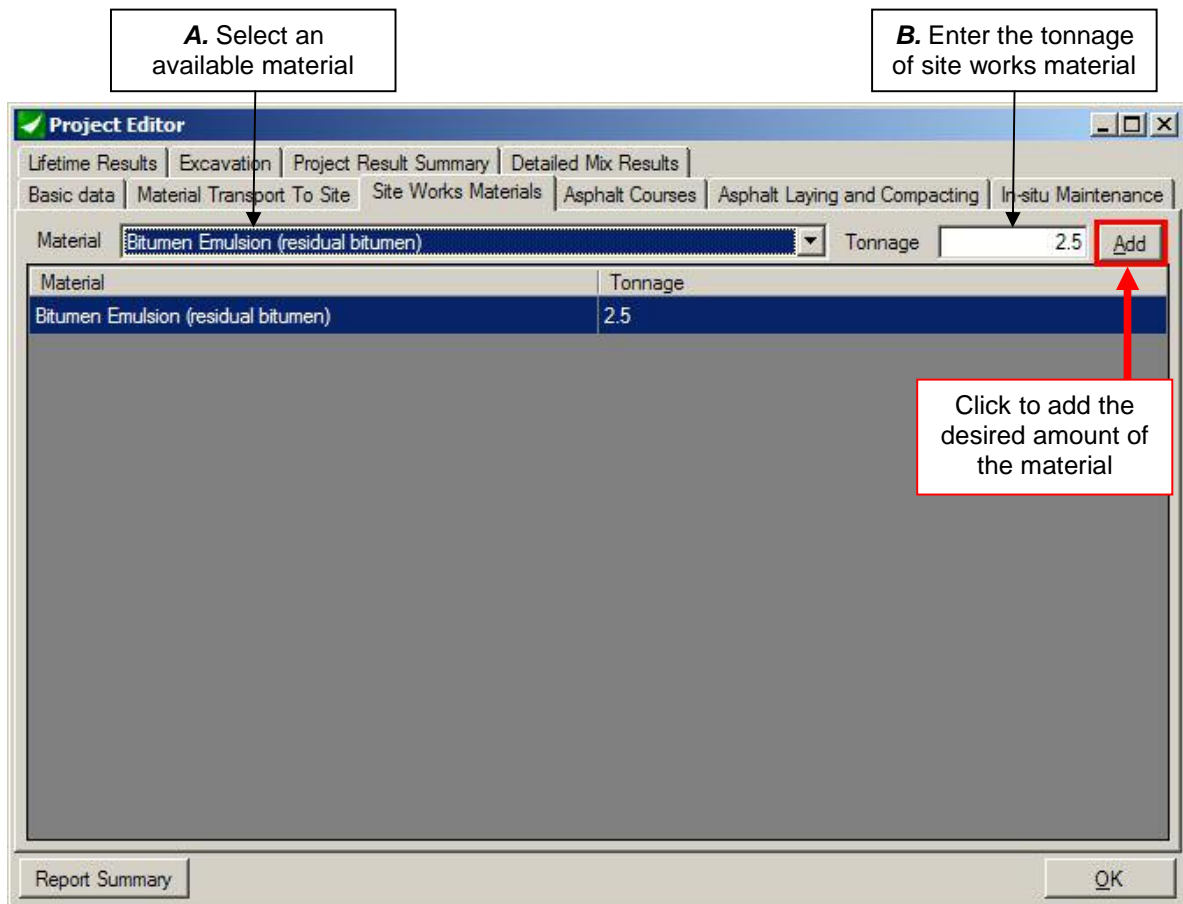 A. Select an
available material
B. Enter the tonnage
of site works material
Project Editor
Lifetime Results Excavation Project Result Summary Detailed Mix Results
Basic data Material Transport To Site Site Works Materials Asphalt Courses Asphalt Laying and Compacting In-situ Maintenance
Material Bitumen Emulsion (residual bitumen) Tonnage 2.5 Add
Material Tonnage
Bitumen Emulsion (residual bitumen) 2.5
Click to add the
desired amount of
the material
Report Summary OK